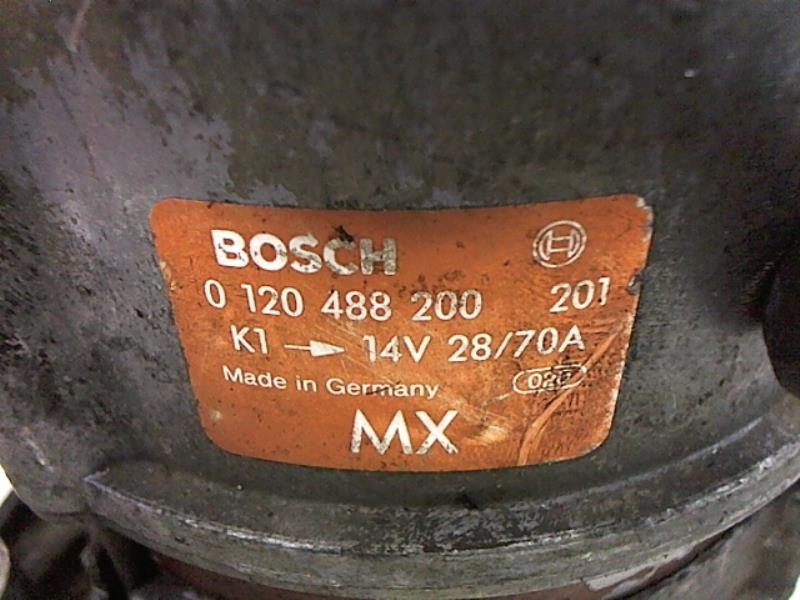 BOSCH
0 120 488 200 201
K1 → 14V 28/70A
Made in Germany
MX